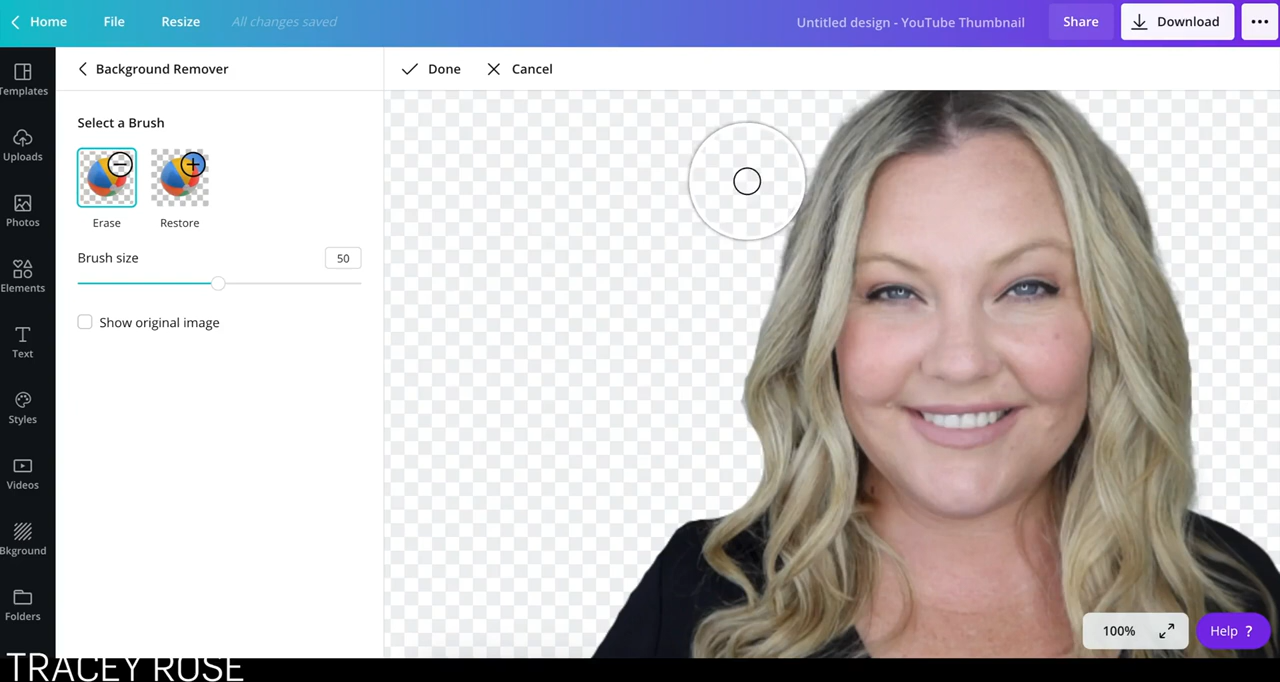 Home File Resize All changes saved Untitled design - YouTube Thumbnail Share Download
Background Remover Done Cancel
Templates
Uploads
Photos
Elements
Text
Styles
Videos
Bkground
Folders
Select a Brush
Erase Restore
Brush size 50
Show original image
100% Help ?
TRACEY ROSE